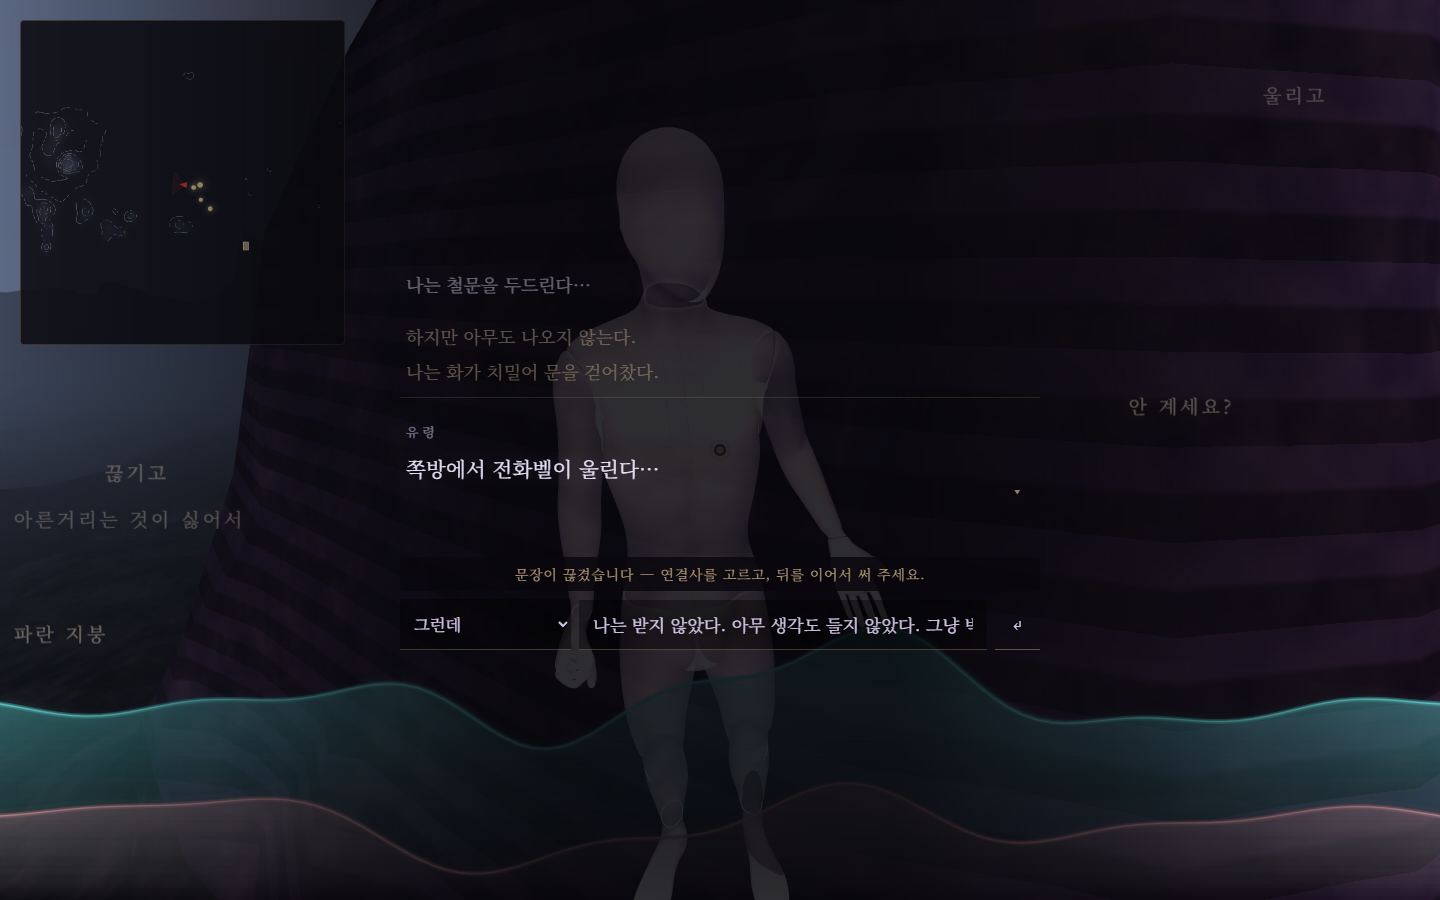 울리고
나는 철문을 두드린다…
하지만 아무도 나오지 않는다.
나는 화가 치밀어 문을 걷어찼다.
안 계세요?
유령
쪽방에서 전화벨이 울린다…
끊기고
아른거리는 것이 싫어서
문장이 끊겼습니다 — 연결사를 고르고, 뒤를 이어서 써 주세요.
그런데
나는 받지 않았다. 아무 생각도 들지 않았다. 그냥
파란 지붕